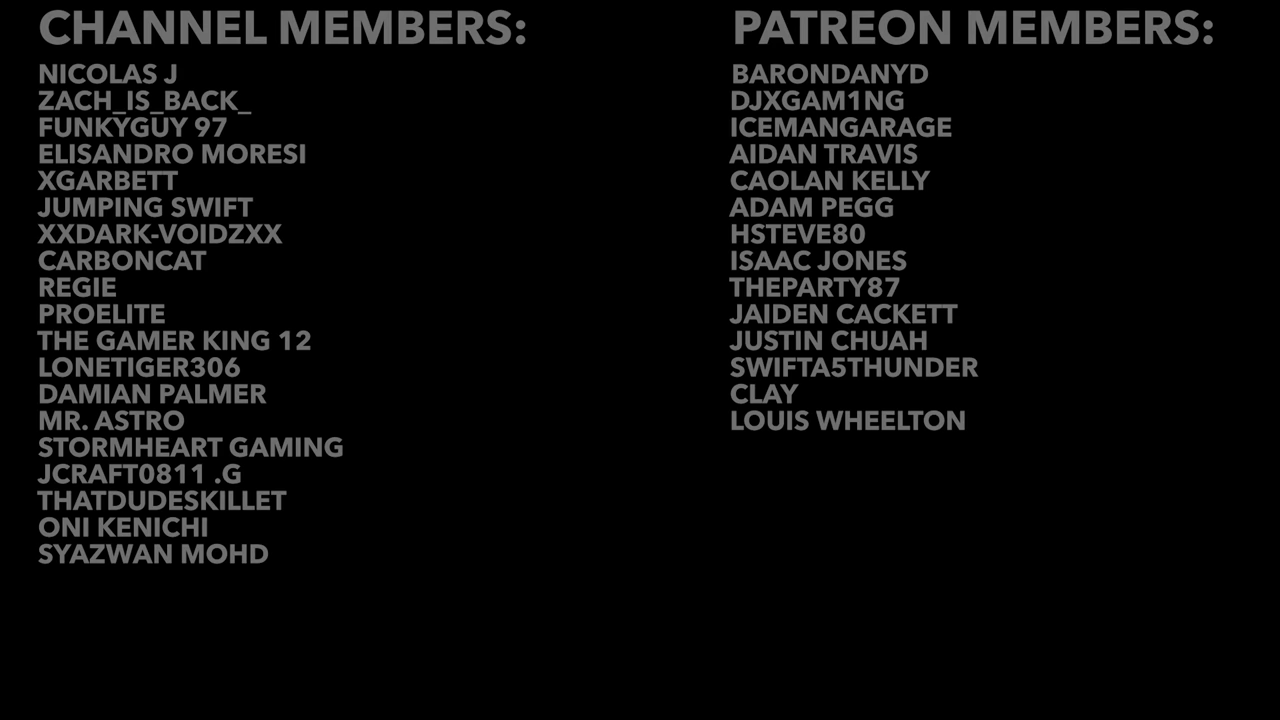 CHANNEL MEMBERS:
NICOLAS J
ZACH_IS_BACK_
FUNKYGUY 97
ELISANDRO MORESI
XGARBETT
JUMPING SWIFT
XXDARK-VOIDZXX
CARBONCAT
REGIE
PROELITE
THE GAMER KING 12
LONETIGER306
DAMIAN PALMER
MR. ASTRO
STORMHEART GAMING
JCRAFT0811 .G
THATDUDESKILLET
ONI KENICHI
SYAZWAN MOHD
PATREON MEMBERS:
BARONDANYD
DJXGAM1NG
ICEMANGARAGE
AIDAN TRAVIS
CAOLAN KELLY
ADAM PEGG
HSTEVE80
ISAAC JONES
THEPARTY87
JAIDEN CACKETT
JUSTIN CHUAH
SWIFTA5THUNDER
CLAY
LOUIS WHEELTON